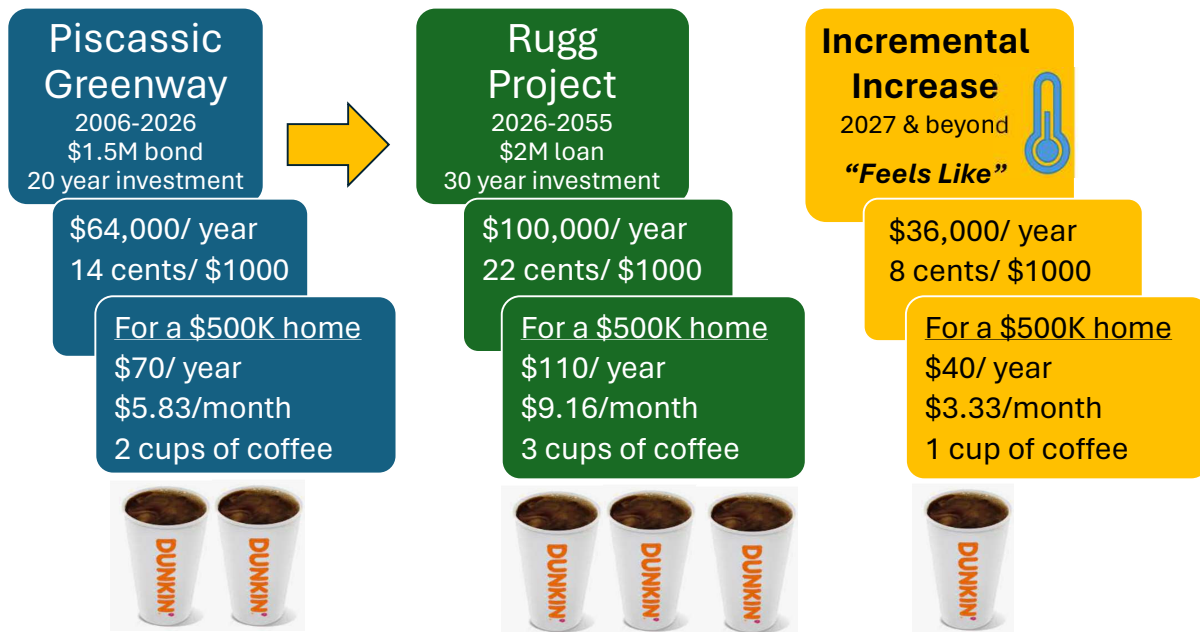 Piscassic
Greenway
2006-2026
$1.5M bond
20 year investment
$64,000/ year
14 cents/ $1000
For a $500K home
$70/ year
$5.83/month
2 cups of coffee
DUNKIN'
DUNKIN'
Rugg
Project
2026-2055
$2M loan
30 year investment
$100,000/ year
22 cents/ $1000
For a $500K home
$110/ year
$9.16/month
3 cups of coffee
DUNKIN'
DUNKIN'
DUNKIN'
Incremental
Increase
2027 & beyond
"Feels Like"
$36,000/ year
8 cents/ $1000
For a $500K home
$40/ year
$3.33/month
1 cup of coffee
DUNKIN'